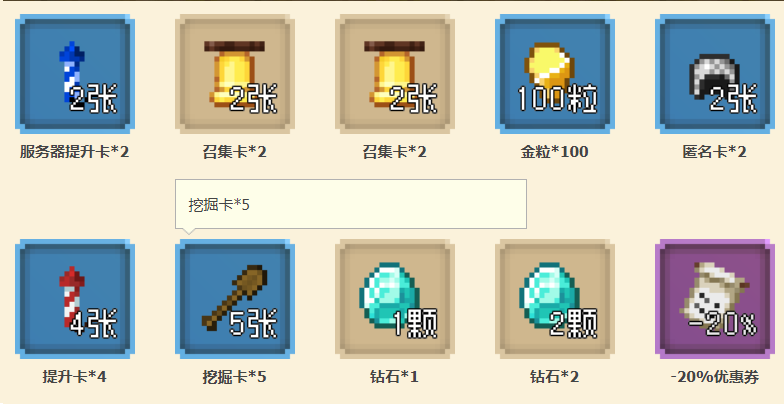 2张 2张 2张 100粒 2张
服务器提升卡*2 召集卡*2 召集卡*2 金粒*100 匿名卡*2
挖掘卡*5
4张 5张 1颗 2颗 -20%
提升卡*4 挖掘卡*5 钻石*1 钻石*2 -20%优惠券